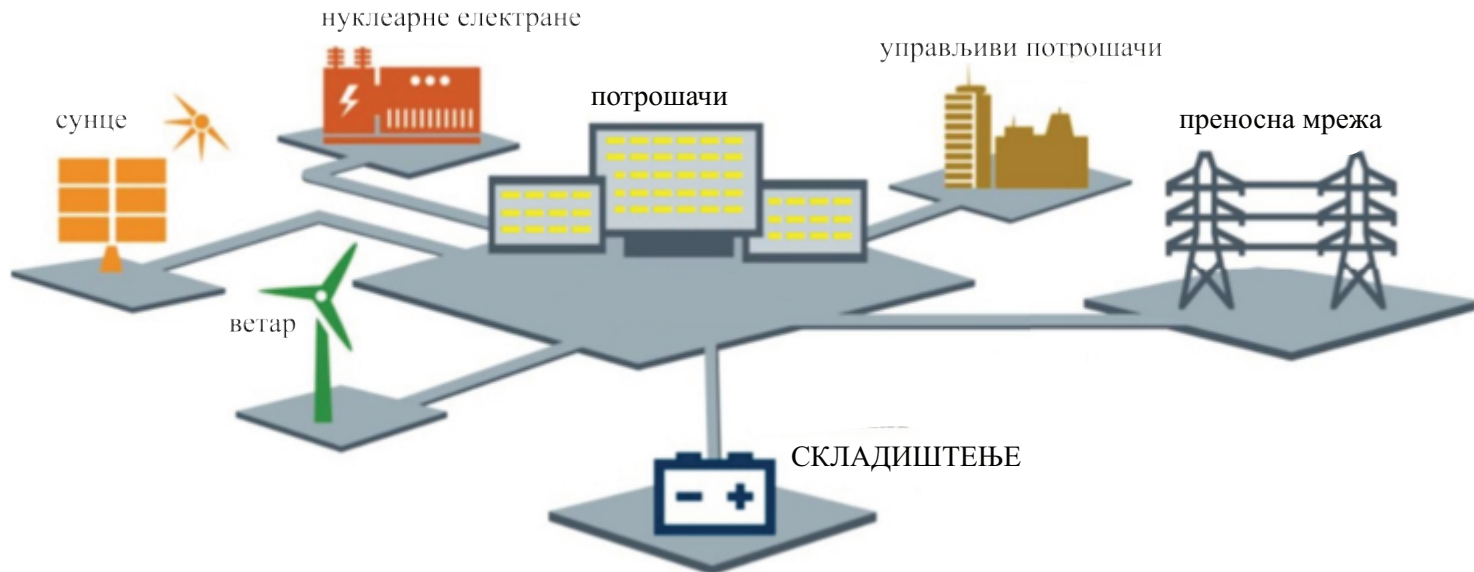 нуклеарне електране
управљиви потрошачи
потрошачи
сунце
преносна мрежа
ветар
СКЛАДИШТЕЊЕ